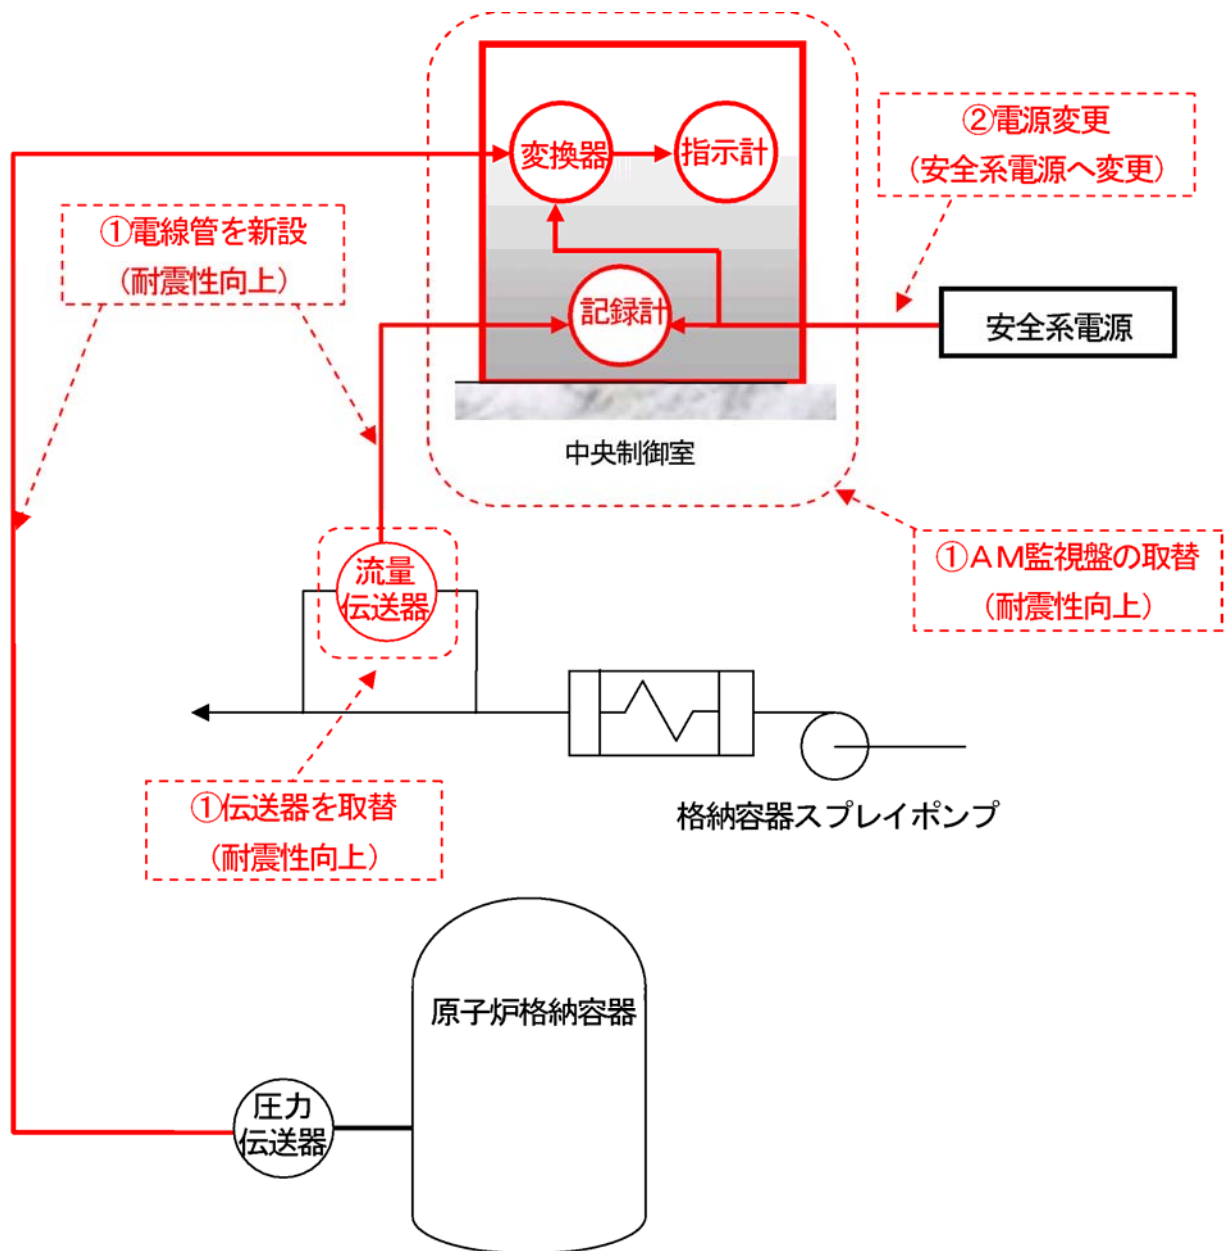 変換器
指示計
②電源変更
(安全系電源へ変更)
①電線管を新設
(耐震性向上)
記録計
安全系電源
中央制御室
①AM監視盤の取替
(耐震性向上)
流量
伝送器
①伝送器を取替
(耐震性向上)
格納容器スプレイポンプ
原子炉格納容器
圧力
伝送器